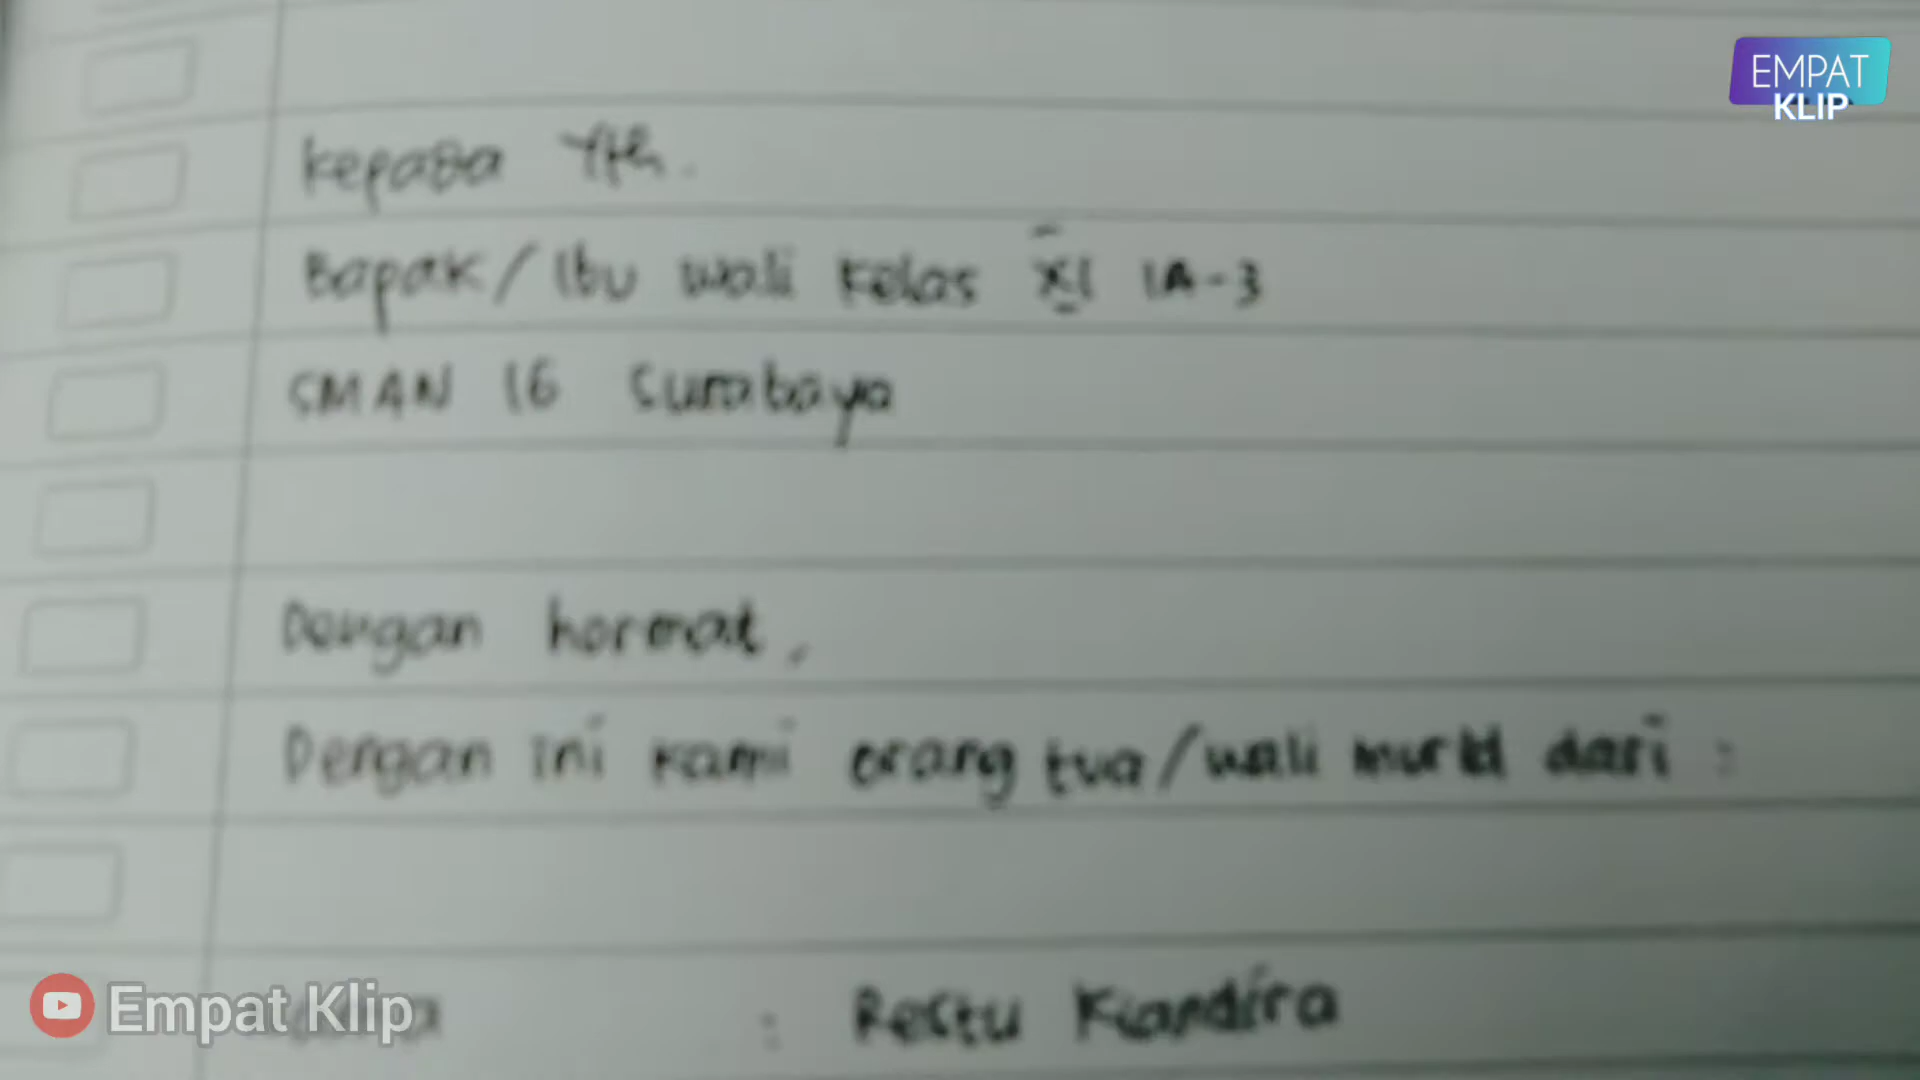 EMPAT
KLIP
Kepada Yth.
Bapak/Ibu wali kelas XI IA-3
SMAN 16 Surabaya
Dengan hormat,
Dengan ini kami orang tua/wali murid dari :
Empat Klip
: Restu Kiandira